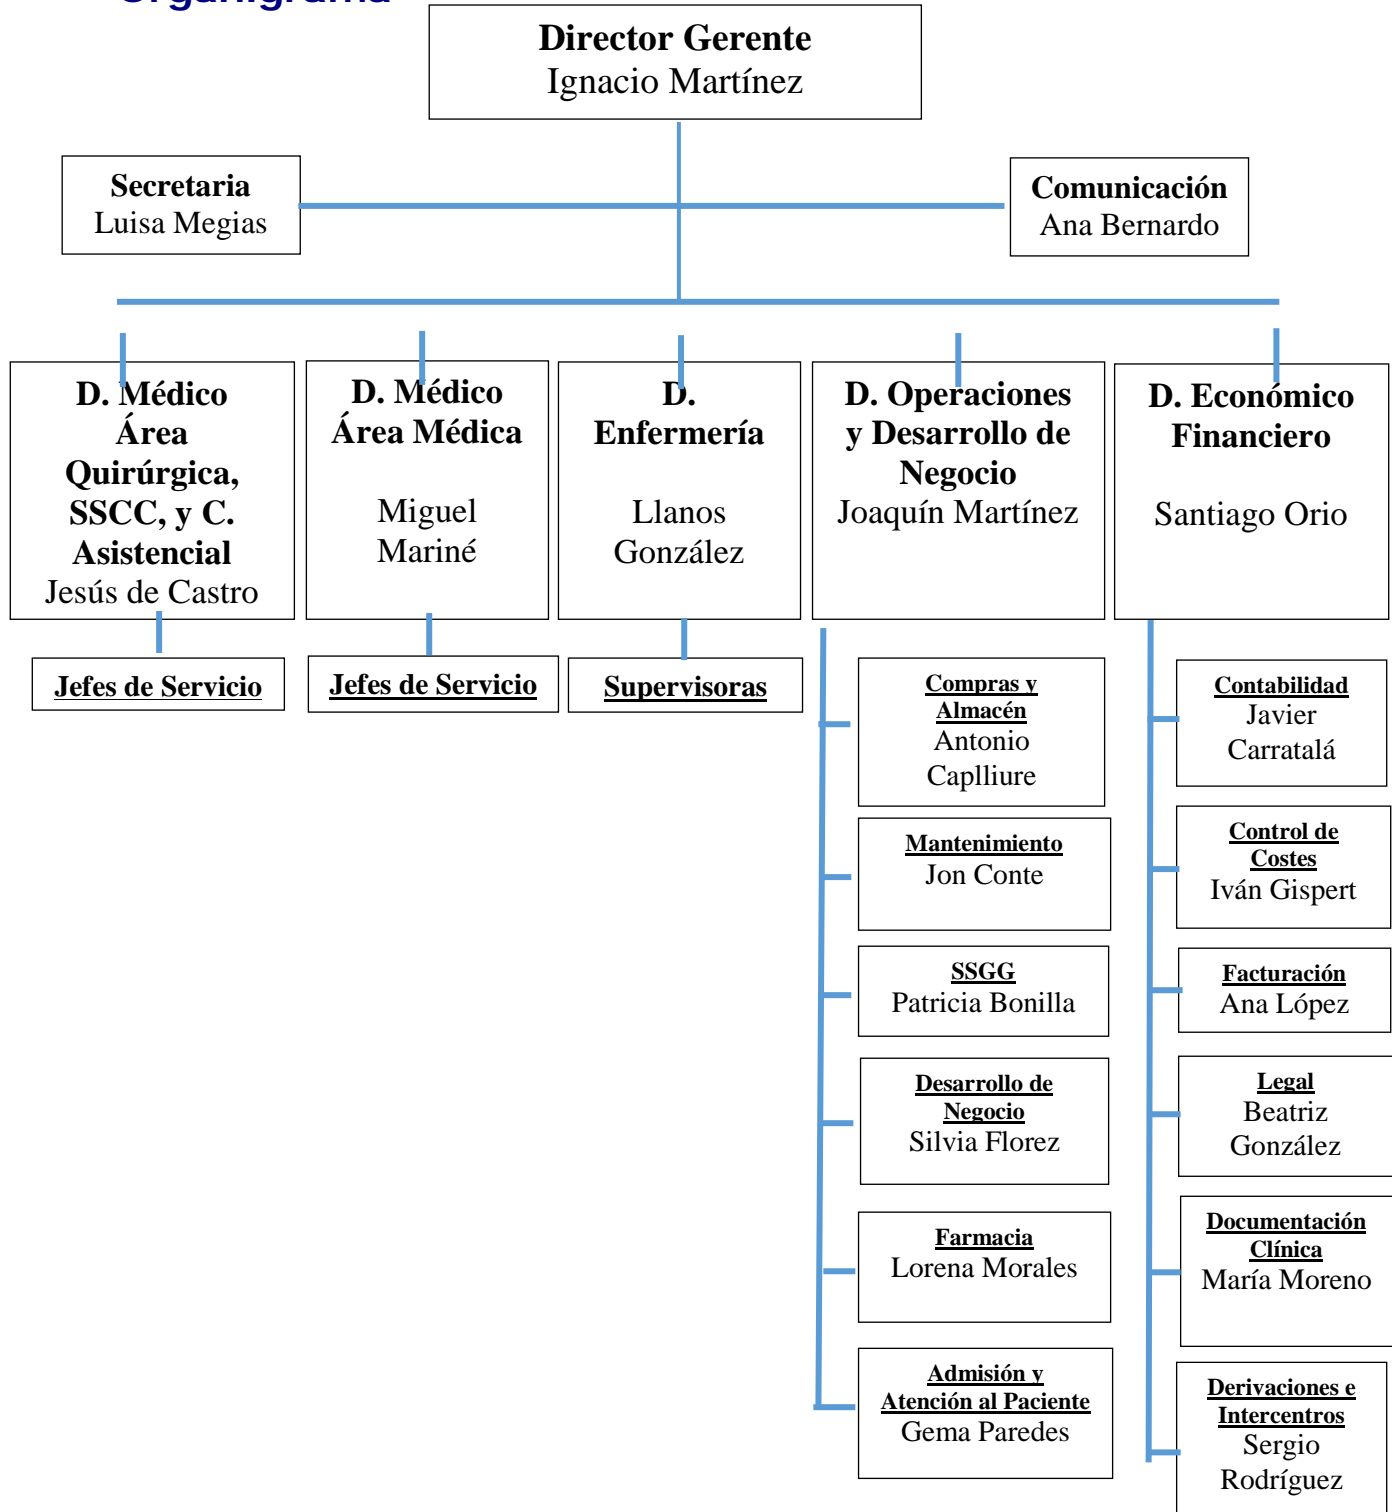 Organigrama
Director Gerente
Ignacio Martínez
Secretaria
Luisa Megias
Comunicación
Ana Bernardo
D. Médico
Área
Quirúrgica,
SSCC, y C.
Asistencial
Jesús de Castro
D. Médico
Área Médica
Miguel
Mariné
D.
Enfermería
Llanos
González
D. Operaciones
y Desarrollo de
Negocio
Joaquín Martínez
D. Económico
Financiero
Santiago Orio
Jefes de Servicio
Jefes de Servicio
Supervisoras
Compras y
Almacén
Antonio
Caplliure
Mantenimiento
Jon Conte
SSGG
Patricia Bonilla
Desarrollo de
Negocio
Silvia Florez
Farmacia
Lorena Morales
Admisión y
Atención al Paciente
Gema Paredes
Contabilidad
Javier
Carratalá
Control de
Costes
Iván Gispert
Facturación
Ana López
Legal
Beatriz
González
Documentación
Clínica
María Moreno
Derivaciones e
Intercentros
Sergio
Rodríguez